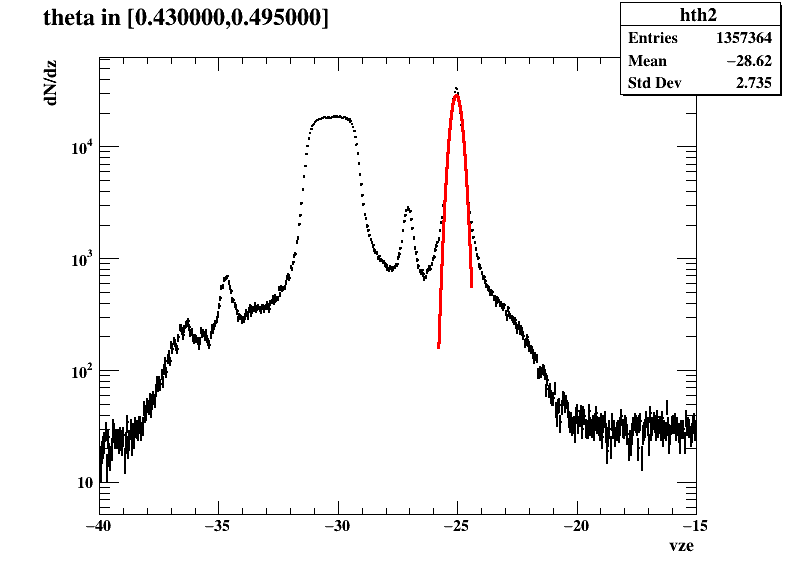 theta in [0.430000,0.495000]
hth2
Entries 1357364
Mean −28.62
Std Dev 2.735
dN/dz
10⁴
10³
10²
10
−40 −35 −30 −25 −20 −15
vze